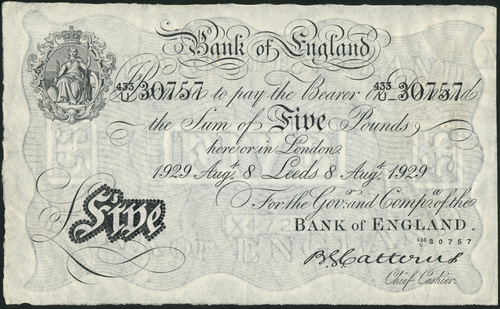 Bank of England
433/U 30757 I Promise to pay the Bearer on Demand 433/U 30757
the Sum of Five Pounds
here or in London
1929 Augst 8 Leeds 8 Augst 1929
For the Govr. and Compa. of the
BANK OF ENGLAND.
£Five
433/U 30757
B G Catterns
Chief Cashier.